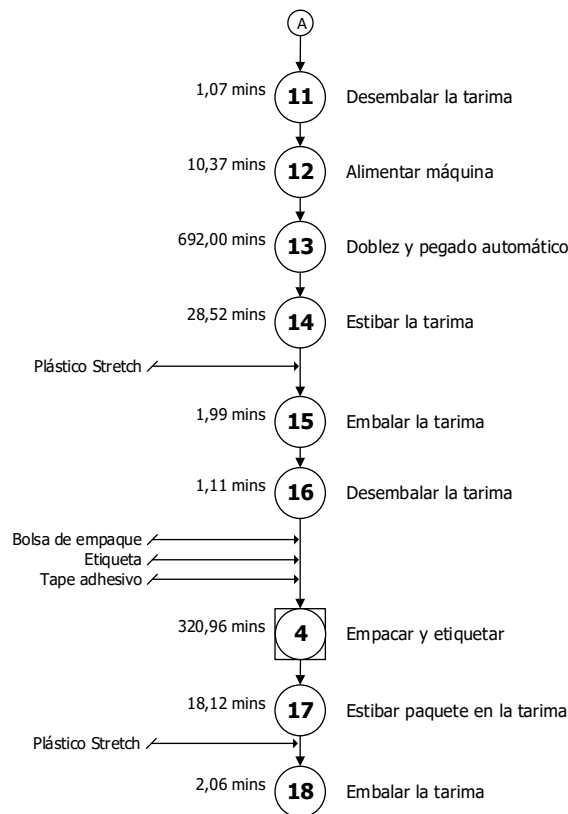 A
1,07 mins 11 Desembalar la tarima
10,37 mins 12 Alimentar máquina
692,00 mins 13 Doblez y pegado automático
28,52 mins 14 Estibar la tarima
Plástico Stretch
1,99 mins 15 Embalar la tarima
1,11 mins 16 Desembalar la tarima
Bolsa de empaque
Etiqueta
Tape adhesivo
320,96 mins 4 Empacar y etiquetar
18,12 mins 17 Estibar paquete en la tarima
Plástico Stretch
2,06 mins 18 Embalar la tarima